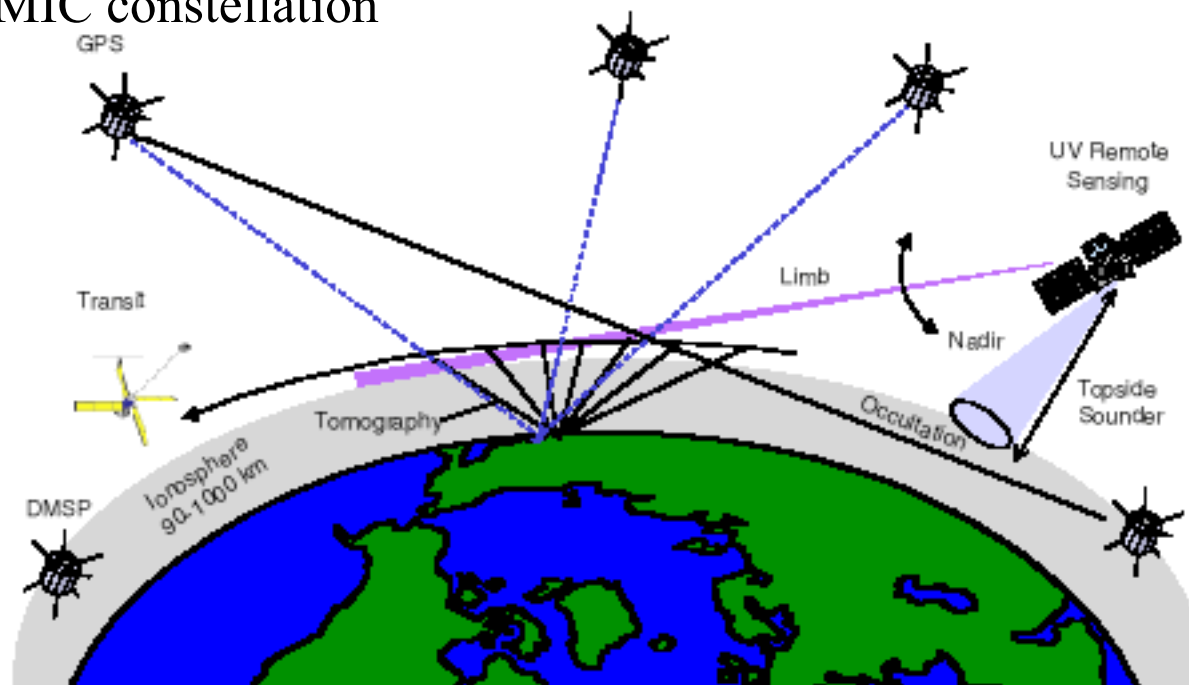 MIC constellation
GPS
UV Remote
Sensing
Limb
Transit
Nadir
Topside
Sounder
Tomography
Occultation
Ionosphere
90-1000 km
DMSP